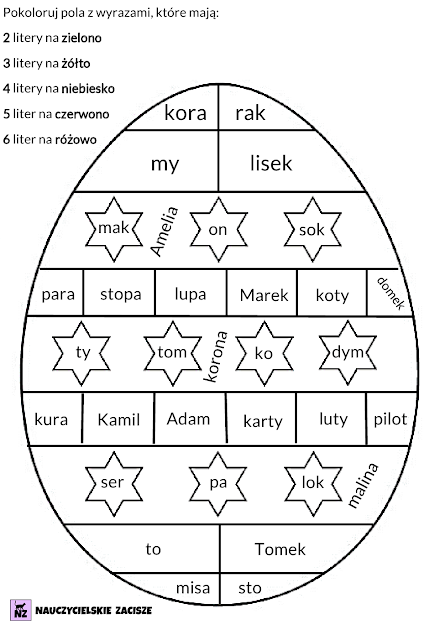 Pokoloruj pola z wyrazami, które mają:
2 litery na zielono
3 litery na żółto
4 litery na niebiesko
5 liter na czerwono
6 liter na różowo
kora rak
my lisek
mak Amelia on sok
para stopa lupa Marek koty domek
ty tom korona ko dym
kura Kamil Adam karty luty pilot
ser pa lok malina
to Tomek
misa sto
NZ NAUCZYCIELSKIE ZACISZE